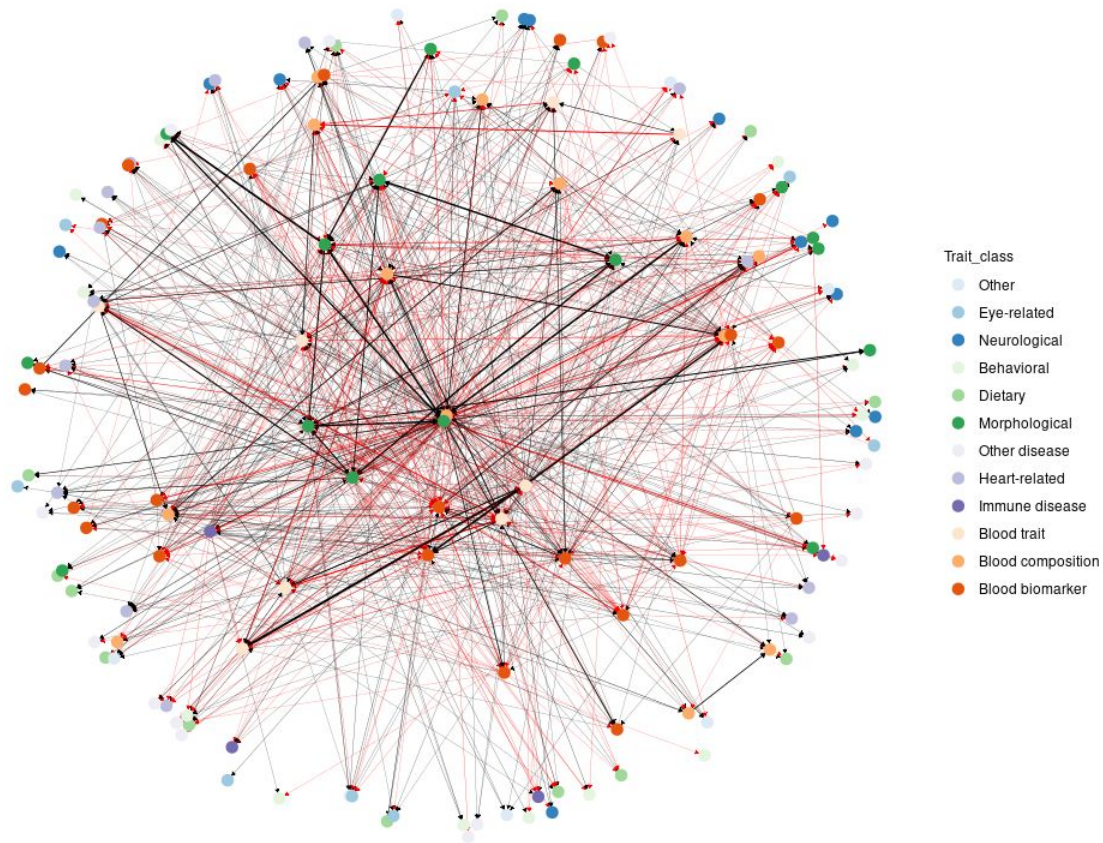 Trait_class
Other
Eye-related
Neurological
Behavioral
Dietary
Morphological
Other disease
Heart-related
Immune disease
Blood trait
Blood composition
Blood biomarker